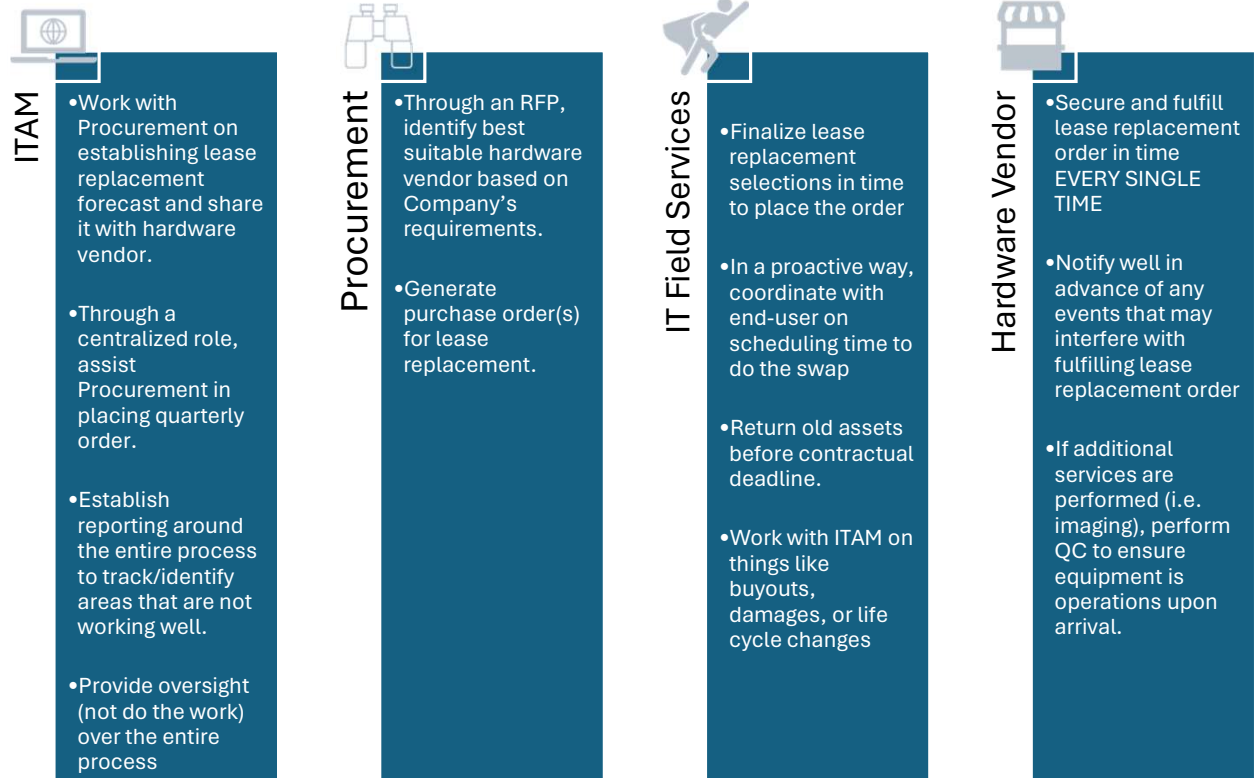 ITAM
•Work with
Procurement on
establishing lease
replacement
forecast and share
it with hardware
vendor.
•Through a
centralized role,
assist
Procurement in
placing quarterly
order.
•Establish
reporting around
the entire process
to track/identify
areas that are not
working well.
•Provide oversight
(not do the work)
over the entire
process
Procurement
•Through an RFP,
identify best
suitable hardware
vendor based on
Company’s
requirements.
•Generate
purchase order(s)
for lease
replacement.
IT Field Services
•Finalize lease
replacement
selections in time
to place the order
•In a proactive way,
coordinate with
end-user on
scheduling time to
do the swap
•Return old assets
before contractual
deadline.
•Work with ITAM on
things like
buyouts,
damages, or life
cycle changes
Hardware Vendor
•Secure and fulfill
lease replacement
order in time
EVERY SINGLE
TIME
•Notify well in
advance of any
events that may
interfere with
fulfilling lease
replacement order
•If additional
services are
performed (i.e.
imaging), perform
QC to ensure
equipment is
operations upon
arrival.